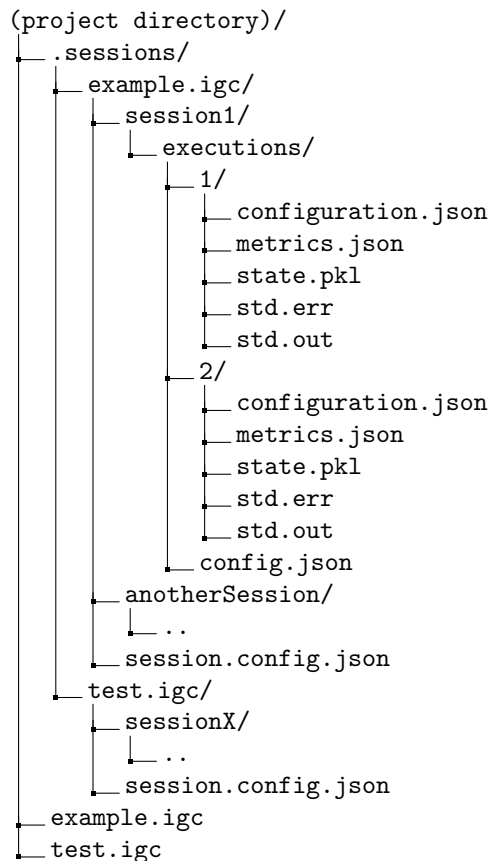 (project directory)/
.sessions/
example.igc/
session1/
executions/
1/
configuration.json
metrics.json
state.pkl
std.err
std.out
2/
configuration.json
metrics.json
state.pkl
std.err
std.out
config.json
anotherSession/
..
session.config.json
test.igc/
sessionX/
..
session.config.json
example.igc
test.igc